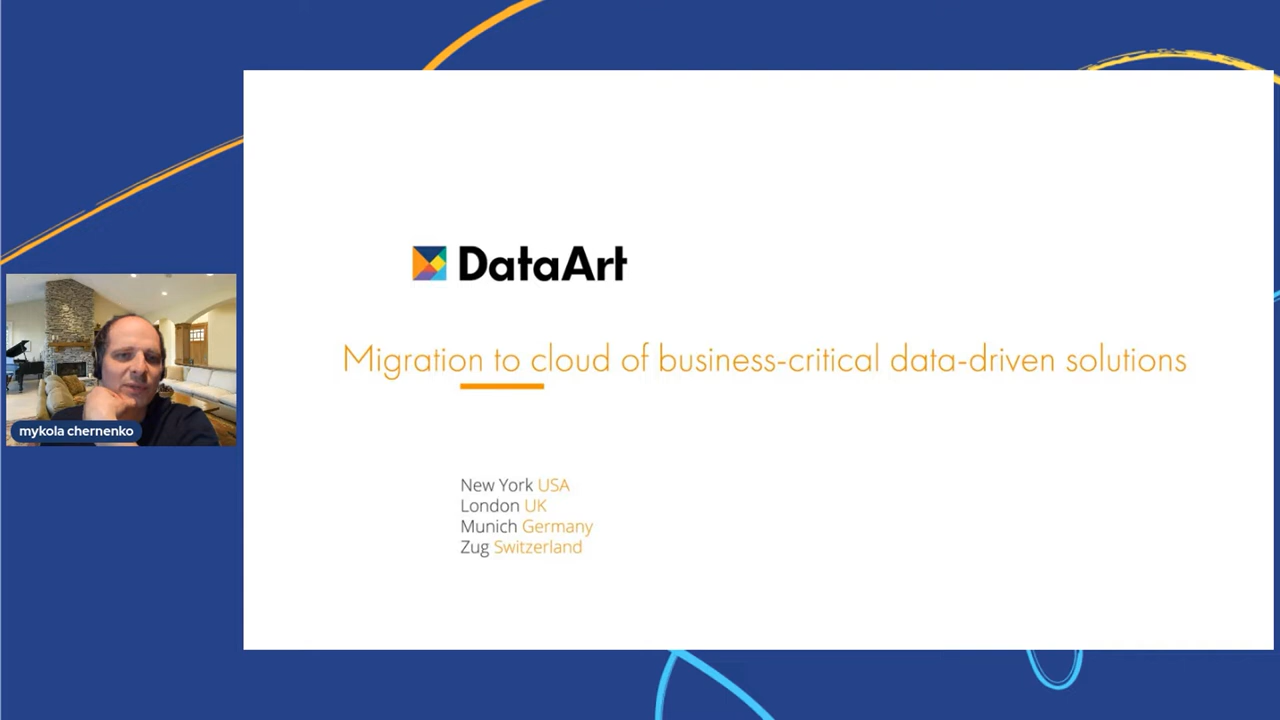 DataArt
Migration to cloud of business-critical data-driven solutions
mykola chernenko
New York USA
London UK
Munich Germany
Zug Switzerland